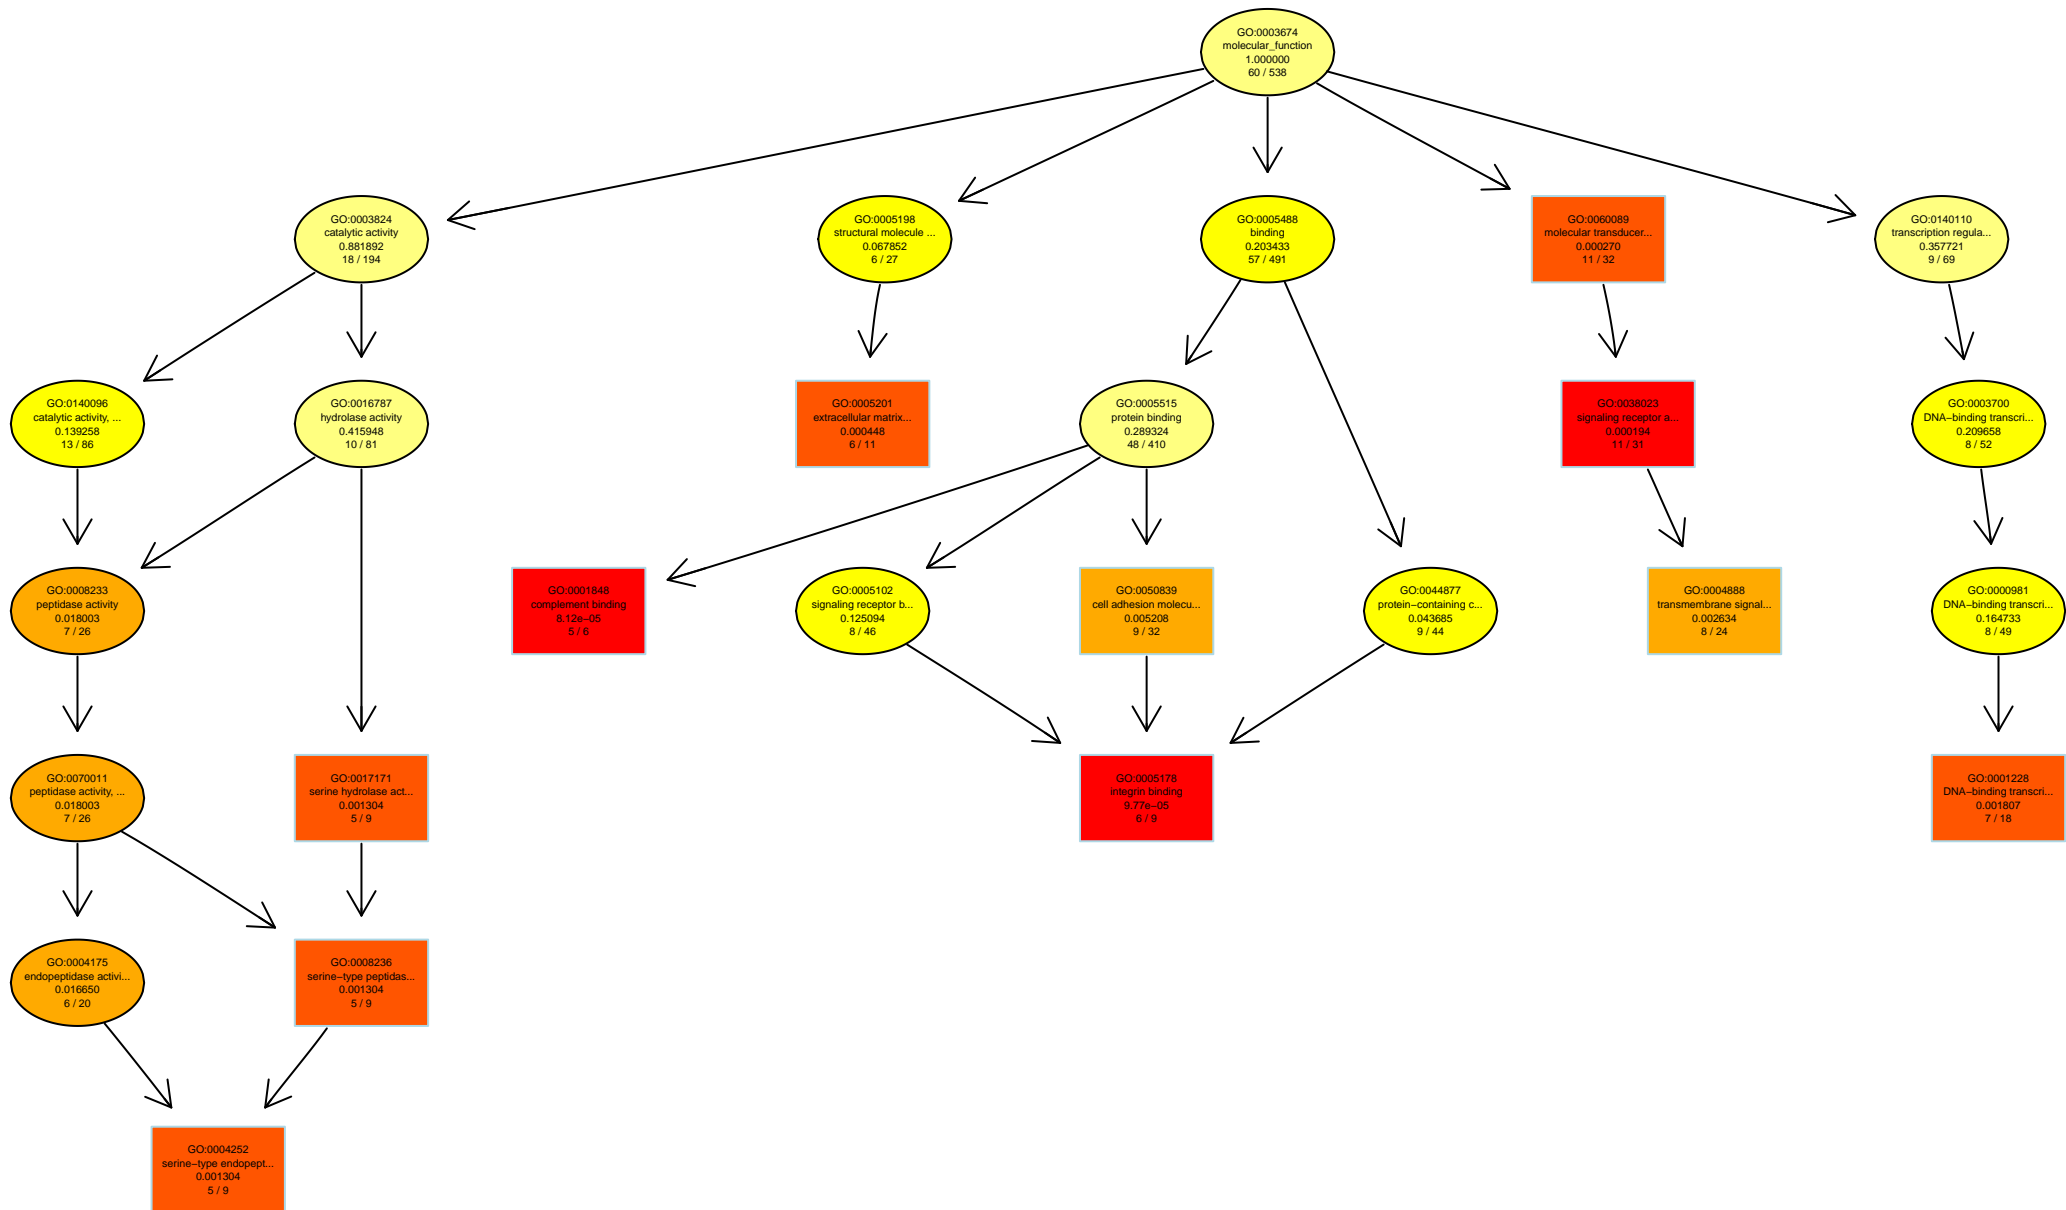 GO:0003674
molecular_function
1.000000
60 / 538
GO:0003824
catalytic activity
0.881892
18 / 194
GO:0005198
structural molecule ...
0.067852
6 / 27
GO:0005488
binding
0.203433
57 / 491
GO:0060089
molecular transducer...
0.000270
11 / 32
GO:0140110
transcription regula...
0.357721
9 / 69
GO:0140096
catalytic activity, ...
0.139258
13 / 86
GO:0016787
hydrolase activity
0.415948
10 / 81
GO:0005201
extracellular matrix...
0.000448
6 / 11
GO:0005515
protein binding
0.289324
48 / 410
GO:0038023
signaling receptor a...
0.000194
11 / 31
GO:0003700
DNA−binding transcri...
0.209658
8 / 52
GO:0008233
peptidase activity
0.018003
7 / 26
GO:0001848
complement binding
8.12e−05
5 / 6
GO:0005102
signaling receptor b...
0.125094
8 / 46
GO:0050839
cell adhesion molecu...
0.005208
9 / 32
GO:0044877
protein−containing c...
0.043685
9 / 44
GO:0004888
transmembrane signal...
0.002634
8 / 24
GO:0000981
DNA−binding transcri...
0.164733
8 / 49
GO:0070011
peptidase activity, ...
0.018003
7 / 26
GO:0017171
serine hydrolase act...
0.001304
5 / 9
GO:0005178
integrin binding
9.77e−05
6 / 9
GO:0001228
DNA−binding transcri...
0.001807
7 / 18
GO:0004175
endopeptidase activi...
0.016650
6 / 20
GO:0008236
serine−type peptidas...
0.001304
5 / 9
GO:0004252
serine−type endopept...
0.001304
5 / 9